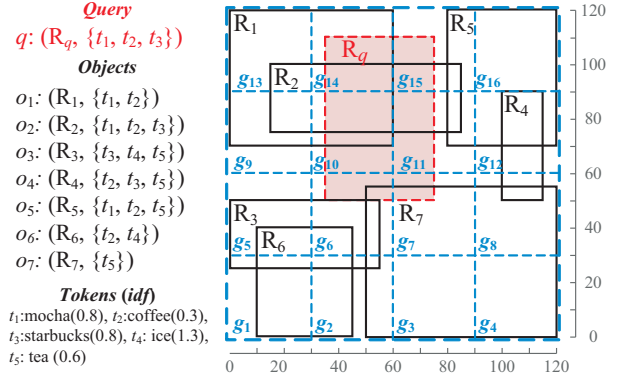 Query
q: (Rq, {t1, t2, t3})
Objects
o1: (R1, {t1, t2})
o2: (R2, {t1, t2, t3})
o3: (R3, {t3, t4, t5})
o4: (R4, {t2, t3, t5})
o5: (R5, {t1, t2, t5})
o6: (R6, {t2, t4})
o7: (R7, {t5})
Tokens (idf)
t1:mocha(0.8), t2:coffee(0.3),
t3:starbucks(0.8), t4: ice(1.3),
t5: tea (0.6)
R1
Rq
R5
R2
g13
g14
g15
g16
R4
g9
g10
g11
g12
R3
R7
R6
g5
g6
g7
g8
g1
g2
g3
g4
120
100
80
60
40
20
0
0 20 40 60 80 100 120